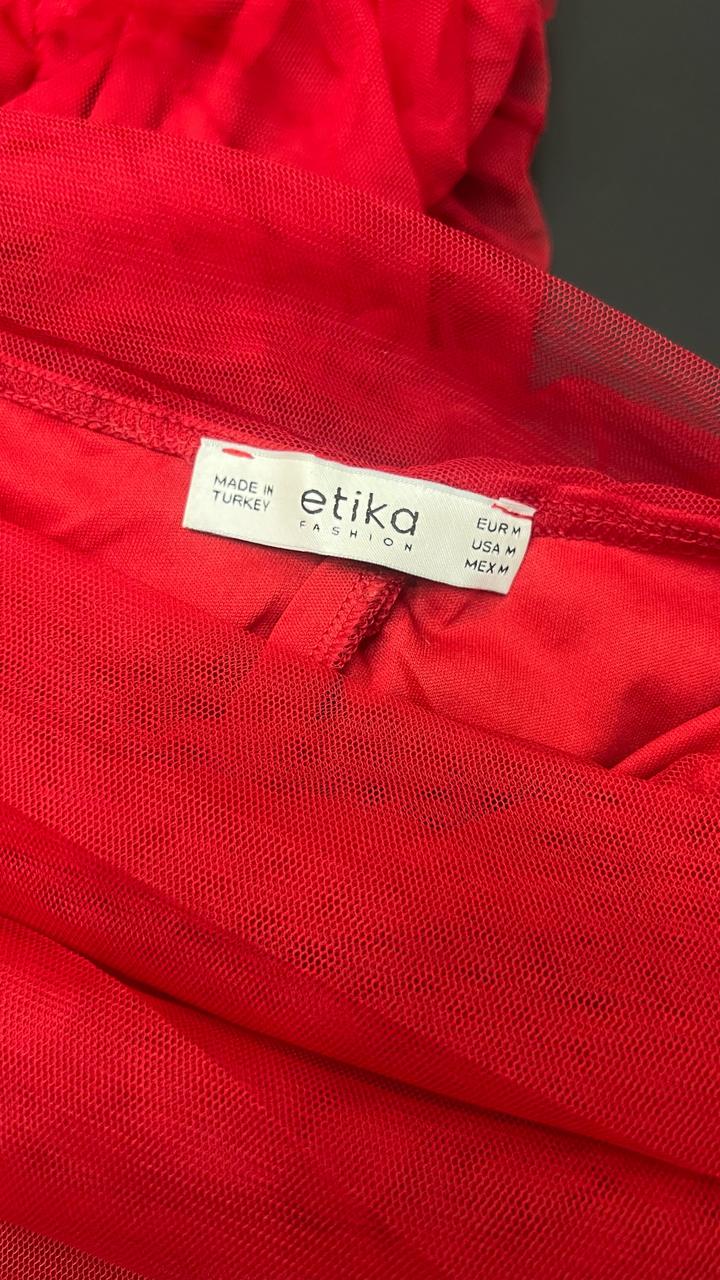 MADE IN
TURKEY
etika
FASHION
EUR M
USA M
MEX M